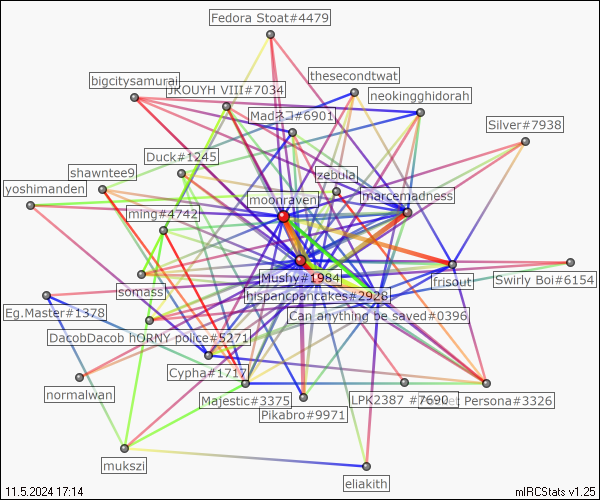 Fedora Stoat#4479
thesecondtwat
bigcitysamurai
JKOUYH VIII#7034
neokingghidorah
Madネコ#6901
Silver#7938
Duck#1245
zebula
shawntee9
yoshimanden
marcemadness
moonraven
ming#4742
Mushy#1984
frisout
Swirly Boi#6154
somass
hispancpancakes#2928
Eg.Master#1378
Can anything be saved#0396
DacobDacob hORNY police#5271
Cypha#1717
normalwan
Majestic#3375
LPK2387 #7690
Persona#3326
Pikabro#9971
mukszi
eliakith
11.5.2024 17:14
mIRCStats v1.25